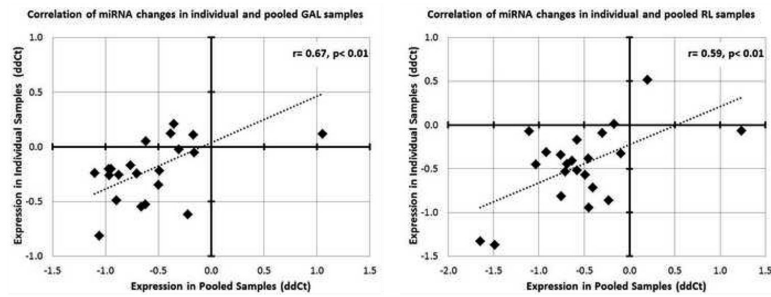 Correlation of miRNA changes in individual and pooled GAL samples
r= 0.67, p< 0.01
Expression in Individual Samples (ddCt)
1.0
0.5
0.0
-0.5
-1.0
-1.5 -1.0 -0.5 0.0 0.5 1.0 1.5
Expression in Pooled Samples (ddCt)
Correlation of miRNA changes in individual and pooled RL samples
r= 0.59, p< 0.01
Expression in Individual Samples (ddCt)
1.0
0.5
-0.0
-0.5
-1.0
-1.5
-2.0 -1.5 -1.0 -0.5 0.0 0.5 1.0 1.5
Expression in Pooled Samples (ddCt)